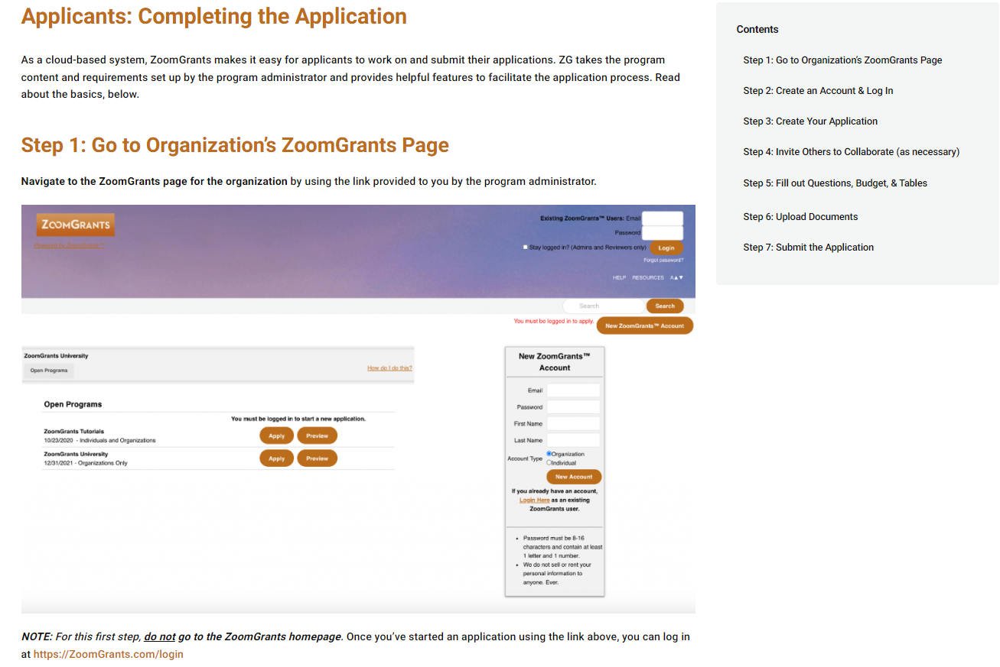 Applicants: Completing the Application
As a cloud-based system, ZoomGrants makes it easy for applicants to work on and submit their applications. ZG takes the program
content and requirements set up by the program administrator and provides helpful features to facilitate the application process. Read
about the basics, below.
Step 1: Go to Organization's ZoomGrants Page
Navigate to the ZoomGrants page for the organization by using the link provided to you by the program administrator.
ZOOMGRANTS
Powered by ZoomGrants™
Existing ZoomGrants™ Users: Email
Password
Stay logged in? (Admins and Reviewers only) Login
Forgot password?
HELP RESOURCES A▲▼
Search Search
You must be logged in to apply. New ZoomGrants™ Account
ZoomGrants University
Open Programs
How do I do this?
Open Programs
You must be logged in to start a new application.
ZoomGrants Tutorials
10/23/2020 - Individuals and Organizations
Apply Preview
ZoomGrants University
12/31/2021 - Organizations Only
Apply Preview
New ZoomGrants™
Account
Email
Password
First Name
Last Name
Account Type Organization
Individual
New Account
If you already have an account,
Login Here as an existing
ZoomGrants user.
• Password must be 8-16
characters and contain at least
1 letter and 1 number.
• We do not sell or rent your
personal information to
anyone. Ever.
NOTE: For this first step, do not go to the ZoomGrants homepage. Once you've started an application using the link above, you can log in
at https://ZoomGrants.com/login
Contents
Step 1: Go to Organization's ZoomGrants Page
Step 2: Create an Account & Log In
Step 3: Create Your Application
Step 4: Invite Others to Collaborate (as necessary)
Step 5: Fill out Questions, Budget, & Tables
Step 6: Upload Documents
Step 7: Submit the Application